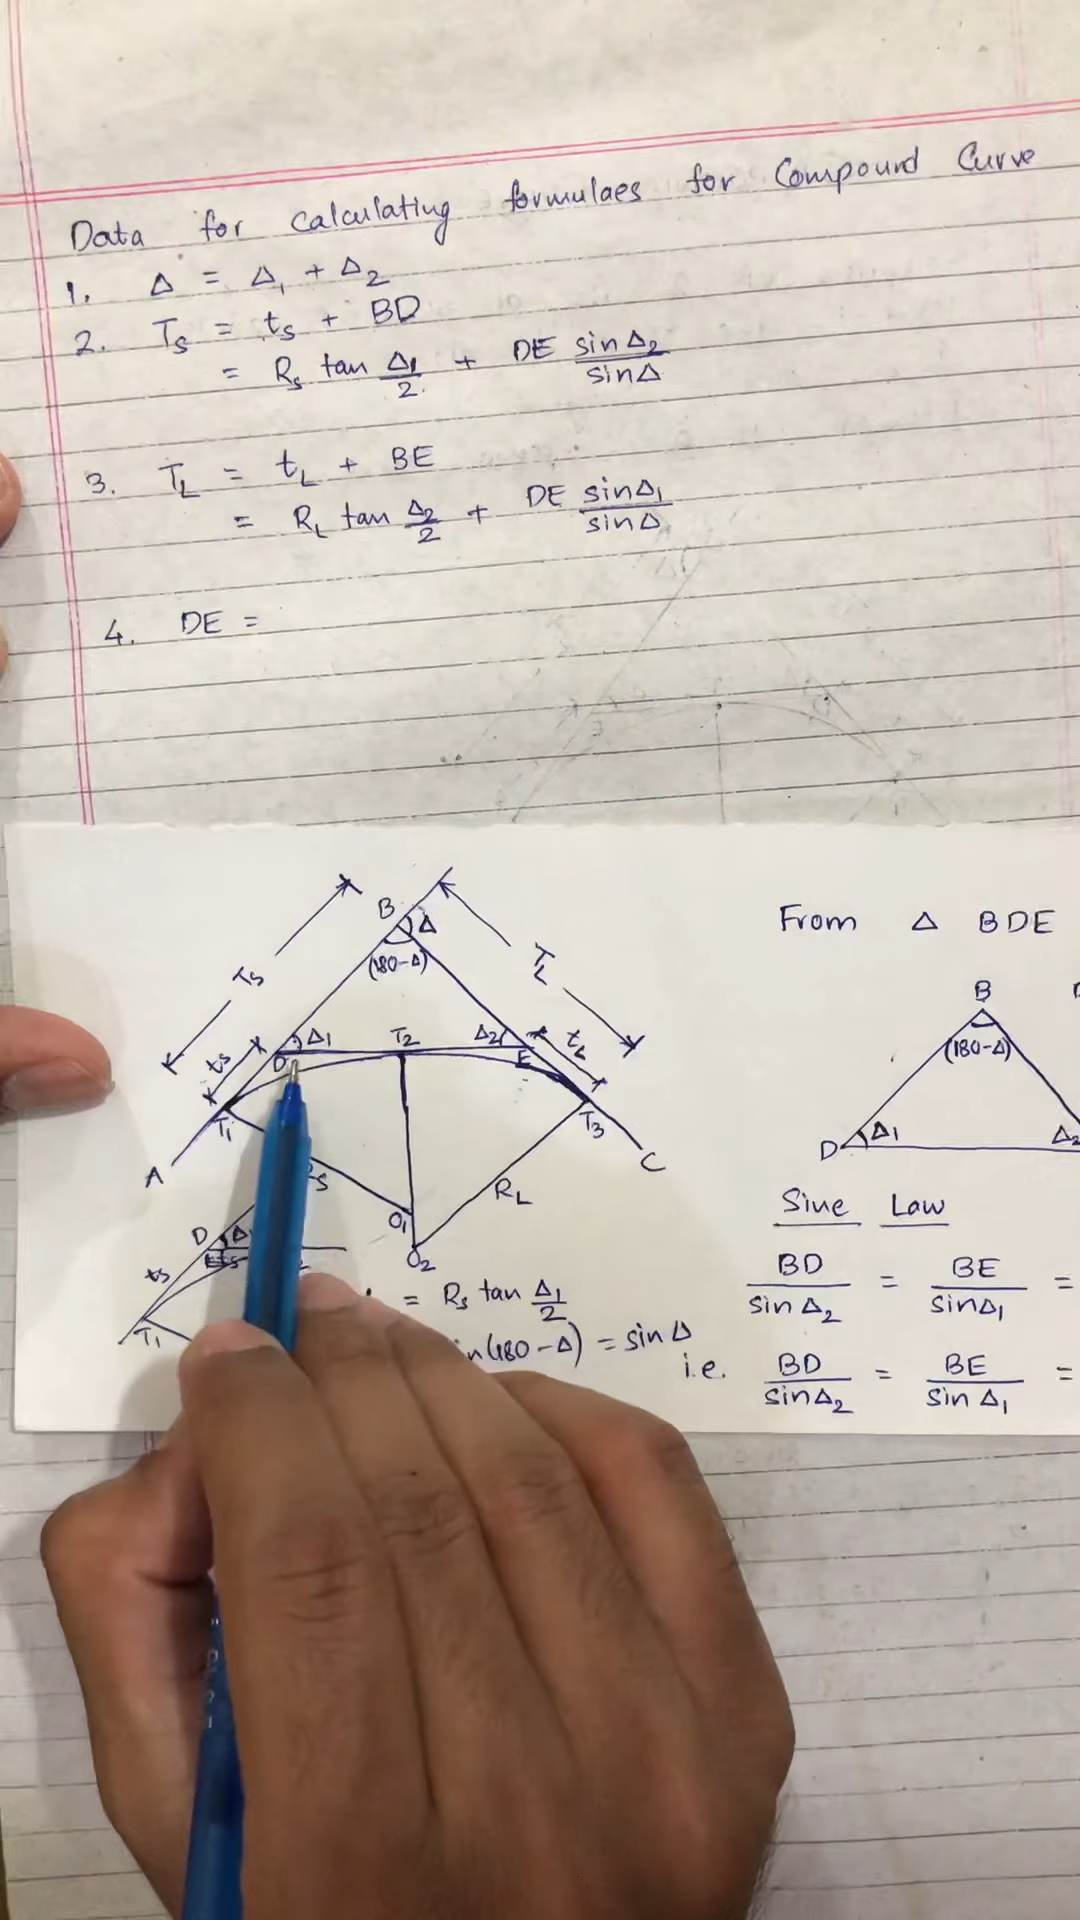 Data for calculating formulaes for Compound Curve
1. Δ = Δ₁ + Δ₂
2. Ts = ts + BD
= Rs tan Δ₁/2 + DE sinΔ₂/sinΔ
3. TL = tL + BE
= RL tan Δ₂/2 + DE sinΔ₁/sinΔ
4. DE =
B Δ
(180-Δ)
Ts
TL
ts
Δ₁ T₂ Δ₂
tL
D E
T₁ T₃
A C
RL
O₁
O₂
D Δ
ts
T₁
= Rs tan Δ₁/2
(180-Δ) = sinΔ
From Δ BDE
B
(180-Δ)
D Δ₁ Δ₂
Sine Law
BD/sinΔ₂ = BE/sinΔ₁ =
i.e. BD/sinΔ₂ = BE/sinΔ₁ =